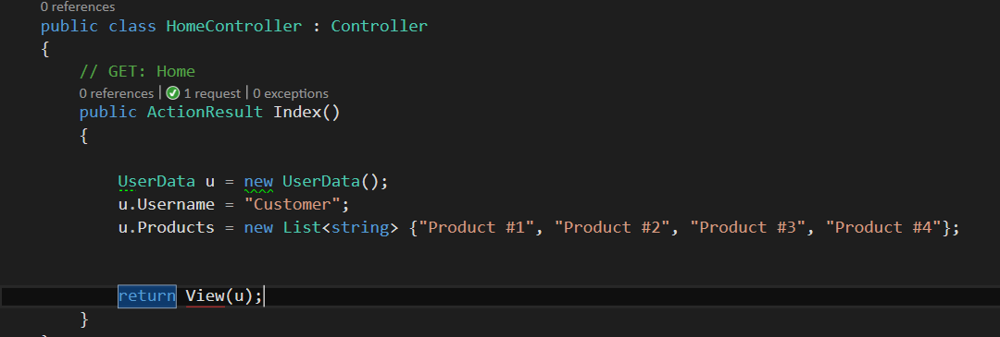 0 references
public class HomeController : Controller
{
// GET: Home
0 references | 1 request | 0 exceptions
public ActionResult Index()
{
UserData u = new UserData();
u.Username = "Customer";
u.Products = new List<string> {"Product #1", "Product #2", "Product #3", "Product #4"};
return View(u);
}